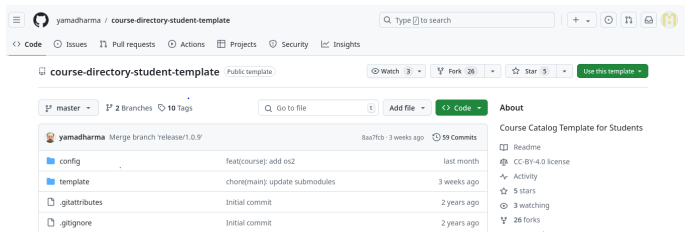 yamadharma / course-directory-student-template
Type / to search
Code
Issues
Pull requests
Actions
Projects
Security
Insights
course-directory-student-template
Public template
Watch 3
Fork 26
Star 5
Use this template
master
2 Branches
10 Tags
Go to file
t
Add file
Code
yamadharma Merge branch 'release/1.0.9'
8aa7fcb · 3 weeks ago
59 Commits
config
feat(course): add os2
last month
template
chore(main): update submodules
3 weeks ago
.gitattributes
Initial commit
2 years ago
.gitignore
Initial commit
2 years ago
About
Course Catalog Template for Students
Readme
CC-BY-4.0 license
Activity
5 stars
3 watching
26 forks